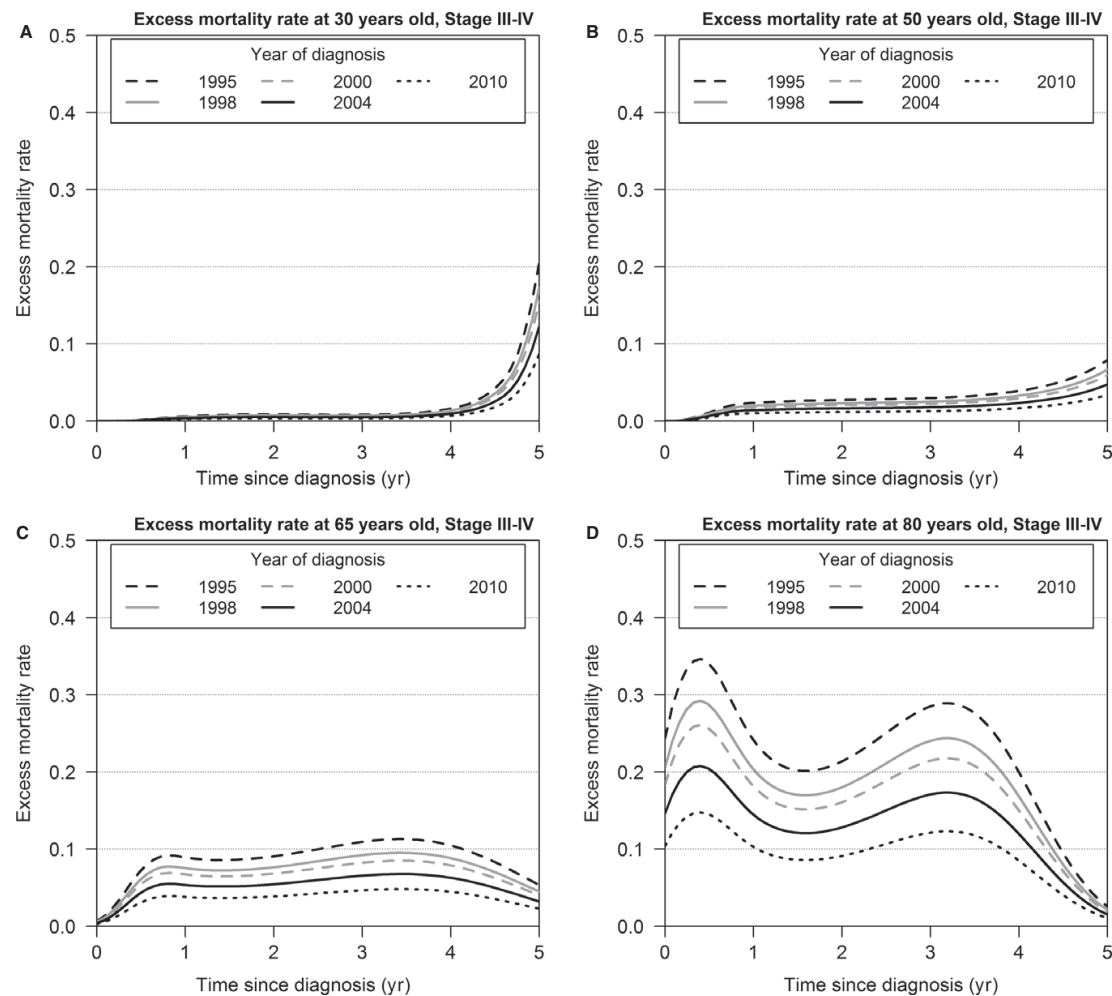 A
Excess mortality rate at 30 years old, Stage III-IV
Year of diagnosis
1995 2000 2010
1998 2004
Excess mortality rate
0.5
0.4
0.3
0.2
0.1
0.0
0 1 2 3 4 5
Time since diagnosis (yr)
B
Excess mortality rate at 50 years old, Stage III-IV
Year of diagnosis
1995 2000 2010
1998 2004
Excess mortality rate
0.5
0.4
0.3
0.2
0.1
0.0
0 1 2 3 4 5
Time since diagnosis (yr)
C
Excess mortality rate at 65 years old, Stage III-IV
Year of diagnosis
1995 2000 2010
1998 2004
Excess mortality rate
0.5
0.4
0.3
0.2
0.1
0.0
0 1 2 3 4 5
Time since diagnosis (yr)
D
Excess mortality rate at 80 years old, Stage III-IV
Year of diagnosis
1995 2000 2010
1998 2004
Excess mortality rate
0.5
0.4
0.3
0.2
0.1
0.0
0 1 2 3 4 5
Time since diagnosis (yr)